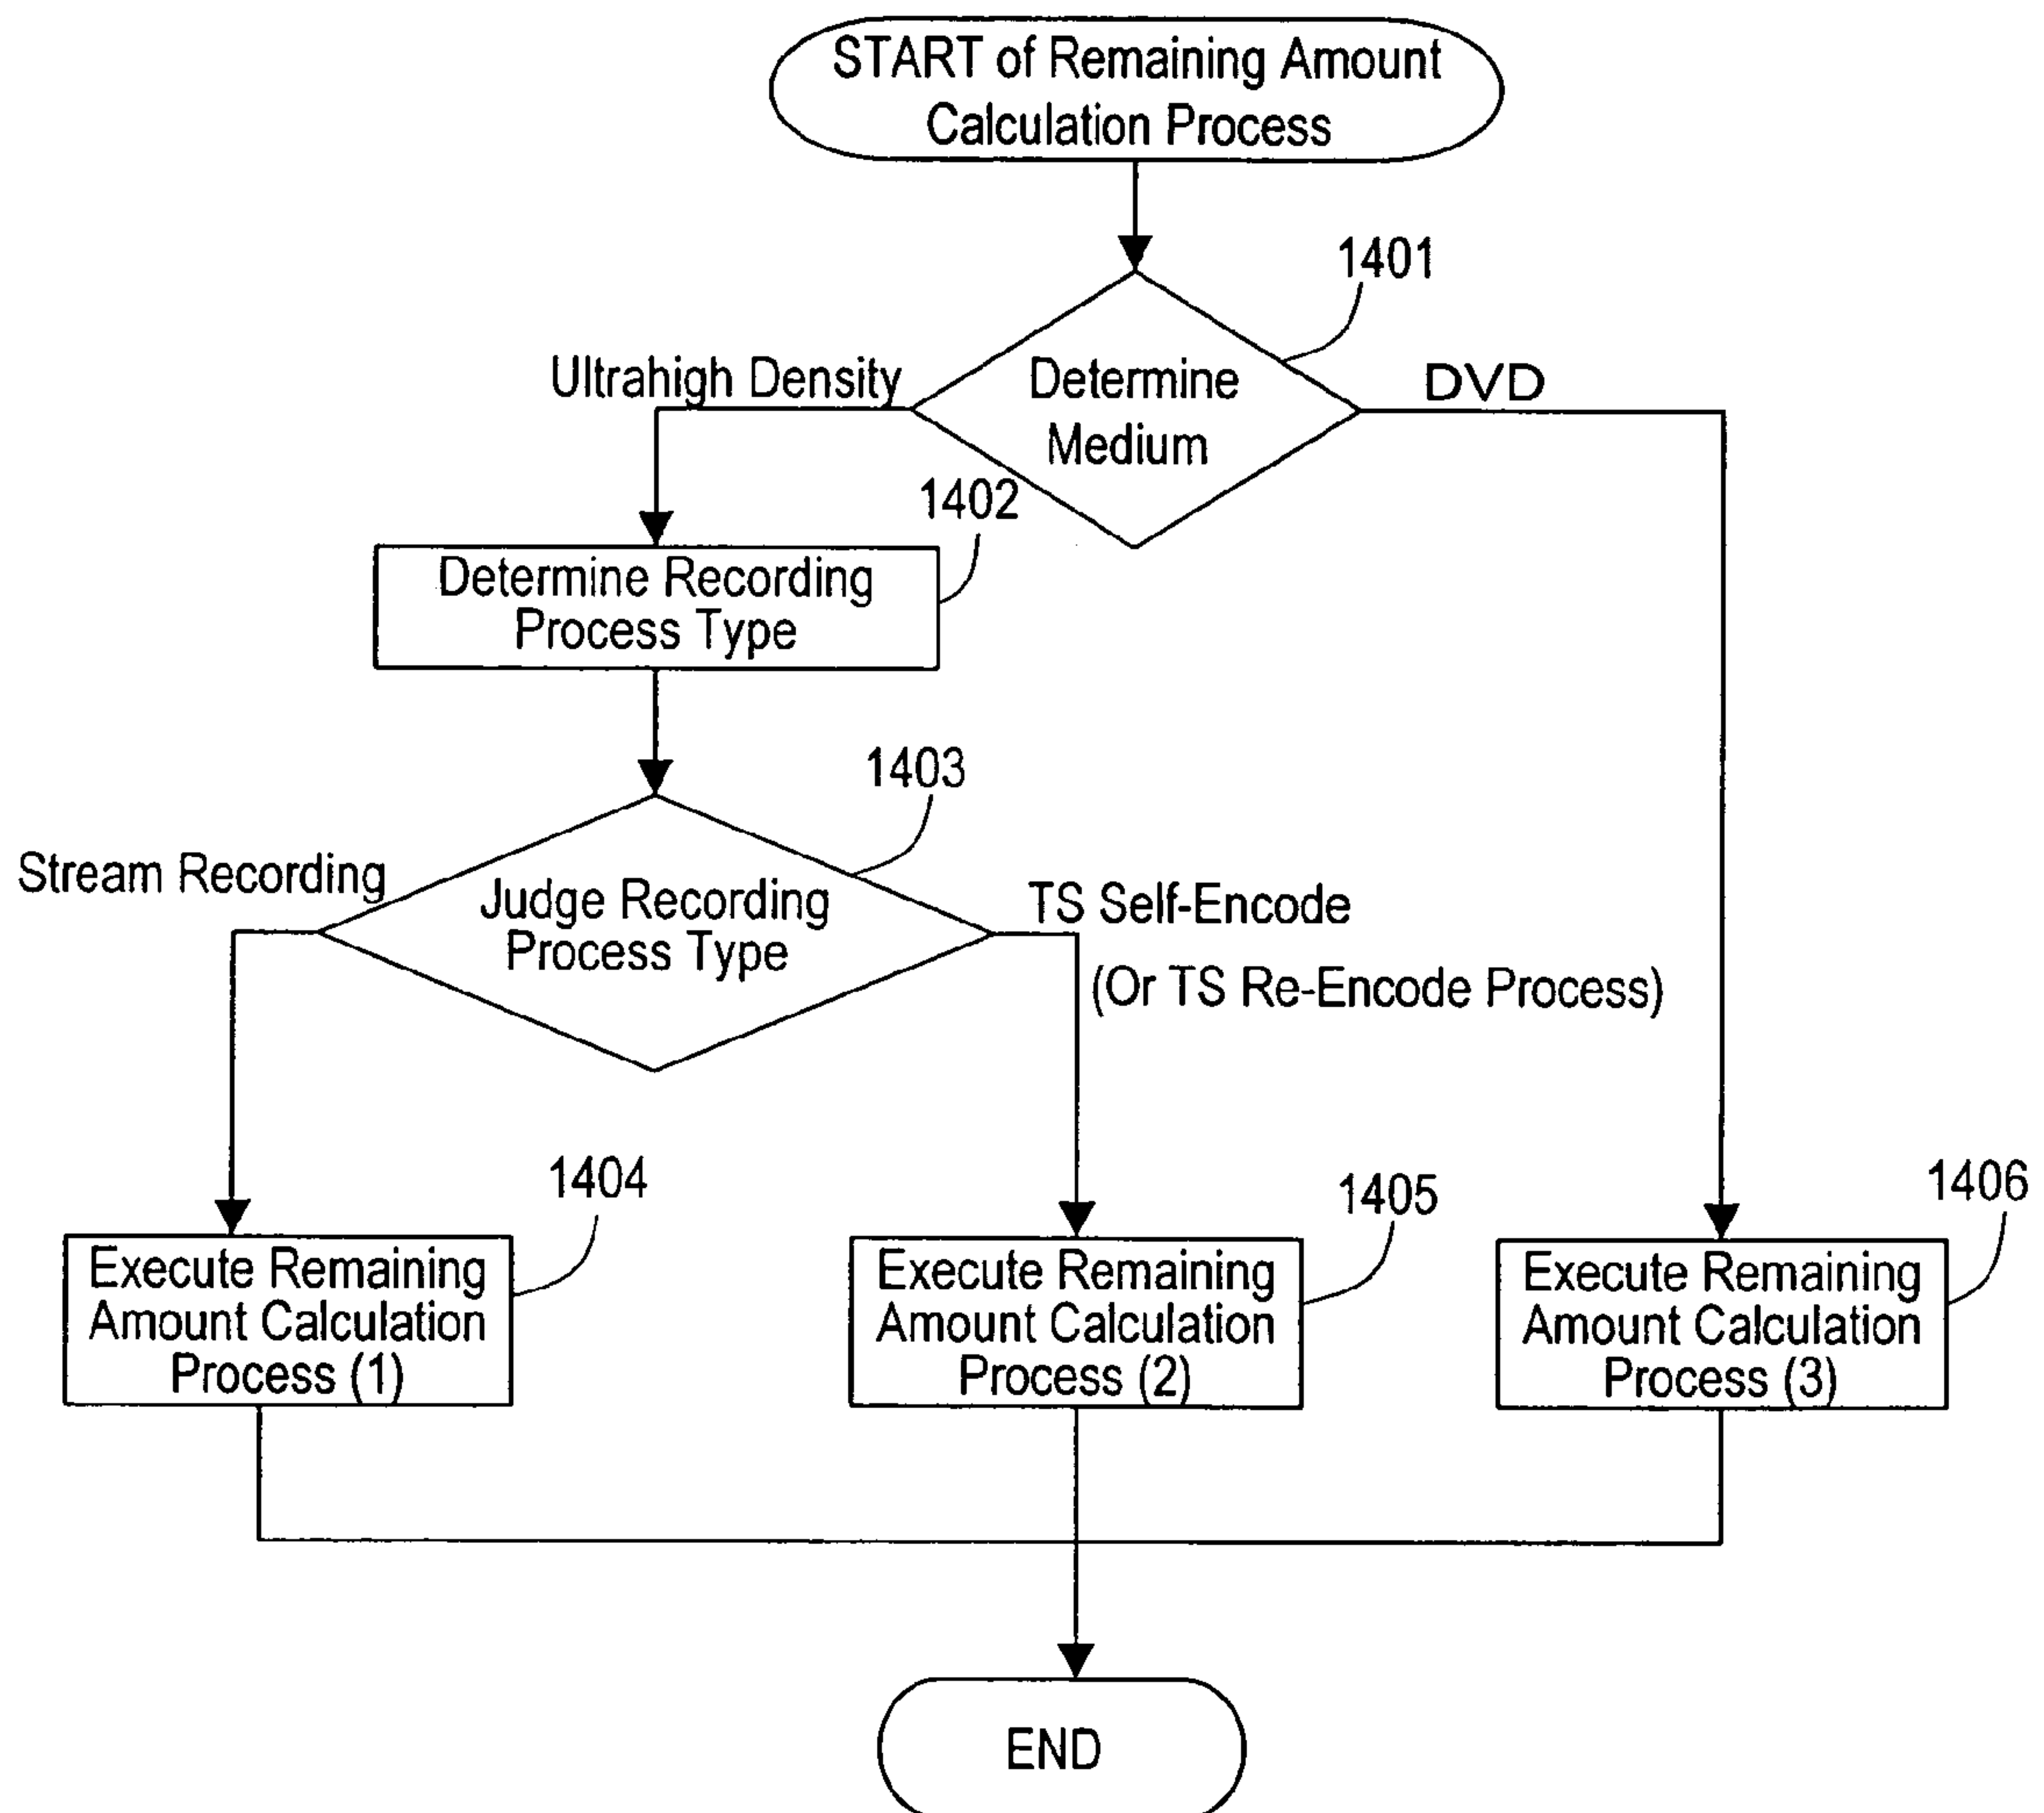 START of Remaining Amount
Calculation Process
1401
Ultrahigh Density
Determine
Medium
DVD
1402
Determine Recording
Process Type
1403
Stream Recording
Judge Recording
Process Type
TS Self-Encode
(Or TS Re-Encode Process)
1404
1405
1406
Execute Remaining
Amount Calculation
Process (1)
Execute Remaining
Amount Calculation
Process (2)
Execute Remaining
Amount Calculation
Process (3)
END